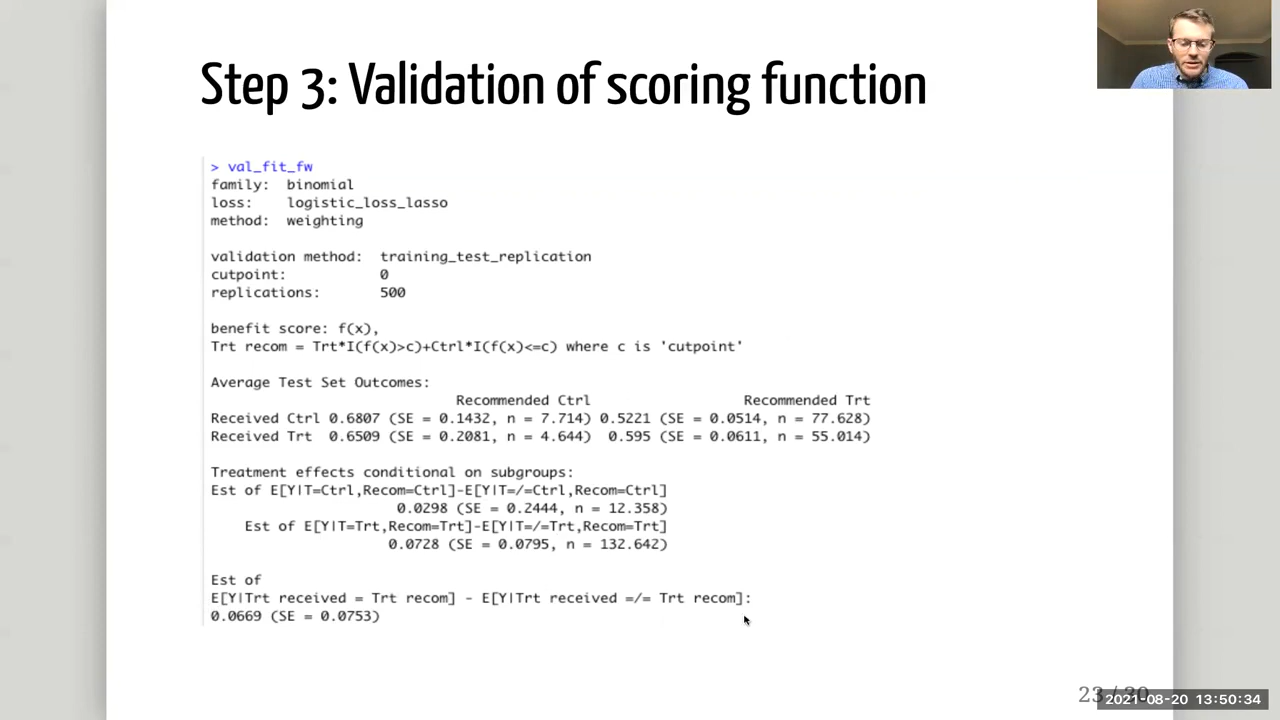 Step 3: Validation of scoring function
> val_fit_fw
family:  binomial
loss:    logistic_loss_lasso
method:  weighting
validation method:  training_test_replication
cutpoint:           0
replications:       500
benefit score: f(x),
Trt recom = Trt*I(f(x)>c)+Ctrl*I(f(x)<=c) where c is 'cutpoint'
Average Test Set Outcomes:
                             Recommended Ctrl                  Recommended Trt
Received Ctrl 0.6807 (SE = 0.1432, n = 7.714) 0.5221 (SE = 0.0514, n = 77.628)
Received Trt  0.6509 (SE = 0.2081, n = 4.644)  0.595 (SE = 0.0611, n = 55.014)
Treatment effects conditional on subgroups:
Est of E[Y|T=Ctrl,Recom=Ctrl]-E[Y|T=/=Ctrl,Recom=Ctrl]
                      0.0298 (SE = 0.2444, n = 12.358)
    Est of E[Y|T=Trt,Recom=Trt]-E[Y|T=/=Trt,Recom=Trt]
                     0.0728 (SE = 0.0795, n = 132.642)
Est of
E[Y|Trt received = Trt recom] - E[Y|Trt received =/= Trt recom]:
0.0669 (SE = 0.0753)
23 / 30
2021-08-20 13:50:34